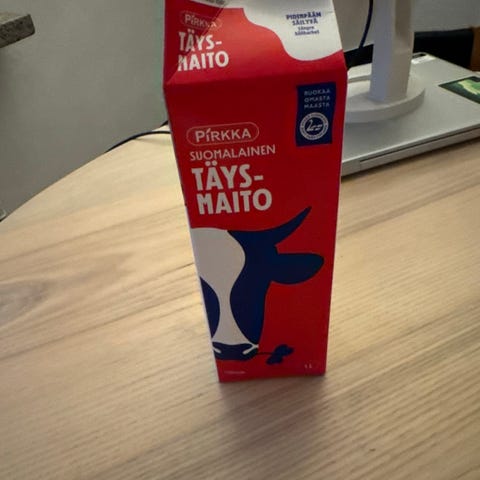 Pirkka
TÄYS-
MAITO
PIDEMPÄÄN
SÄILYVÄ
RUOKAA
OMASTA
MAASTA
Pirkka
SUOMALAINEN
TÄYS-
MAITO
1 L